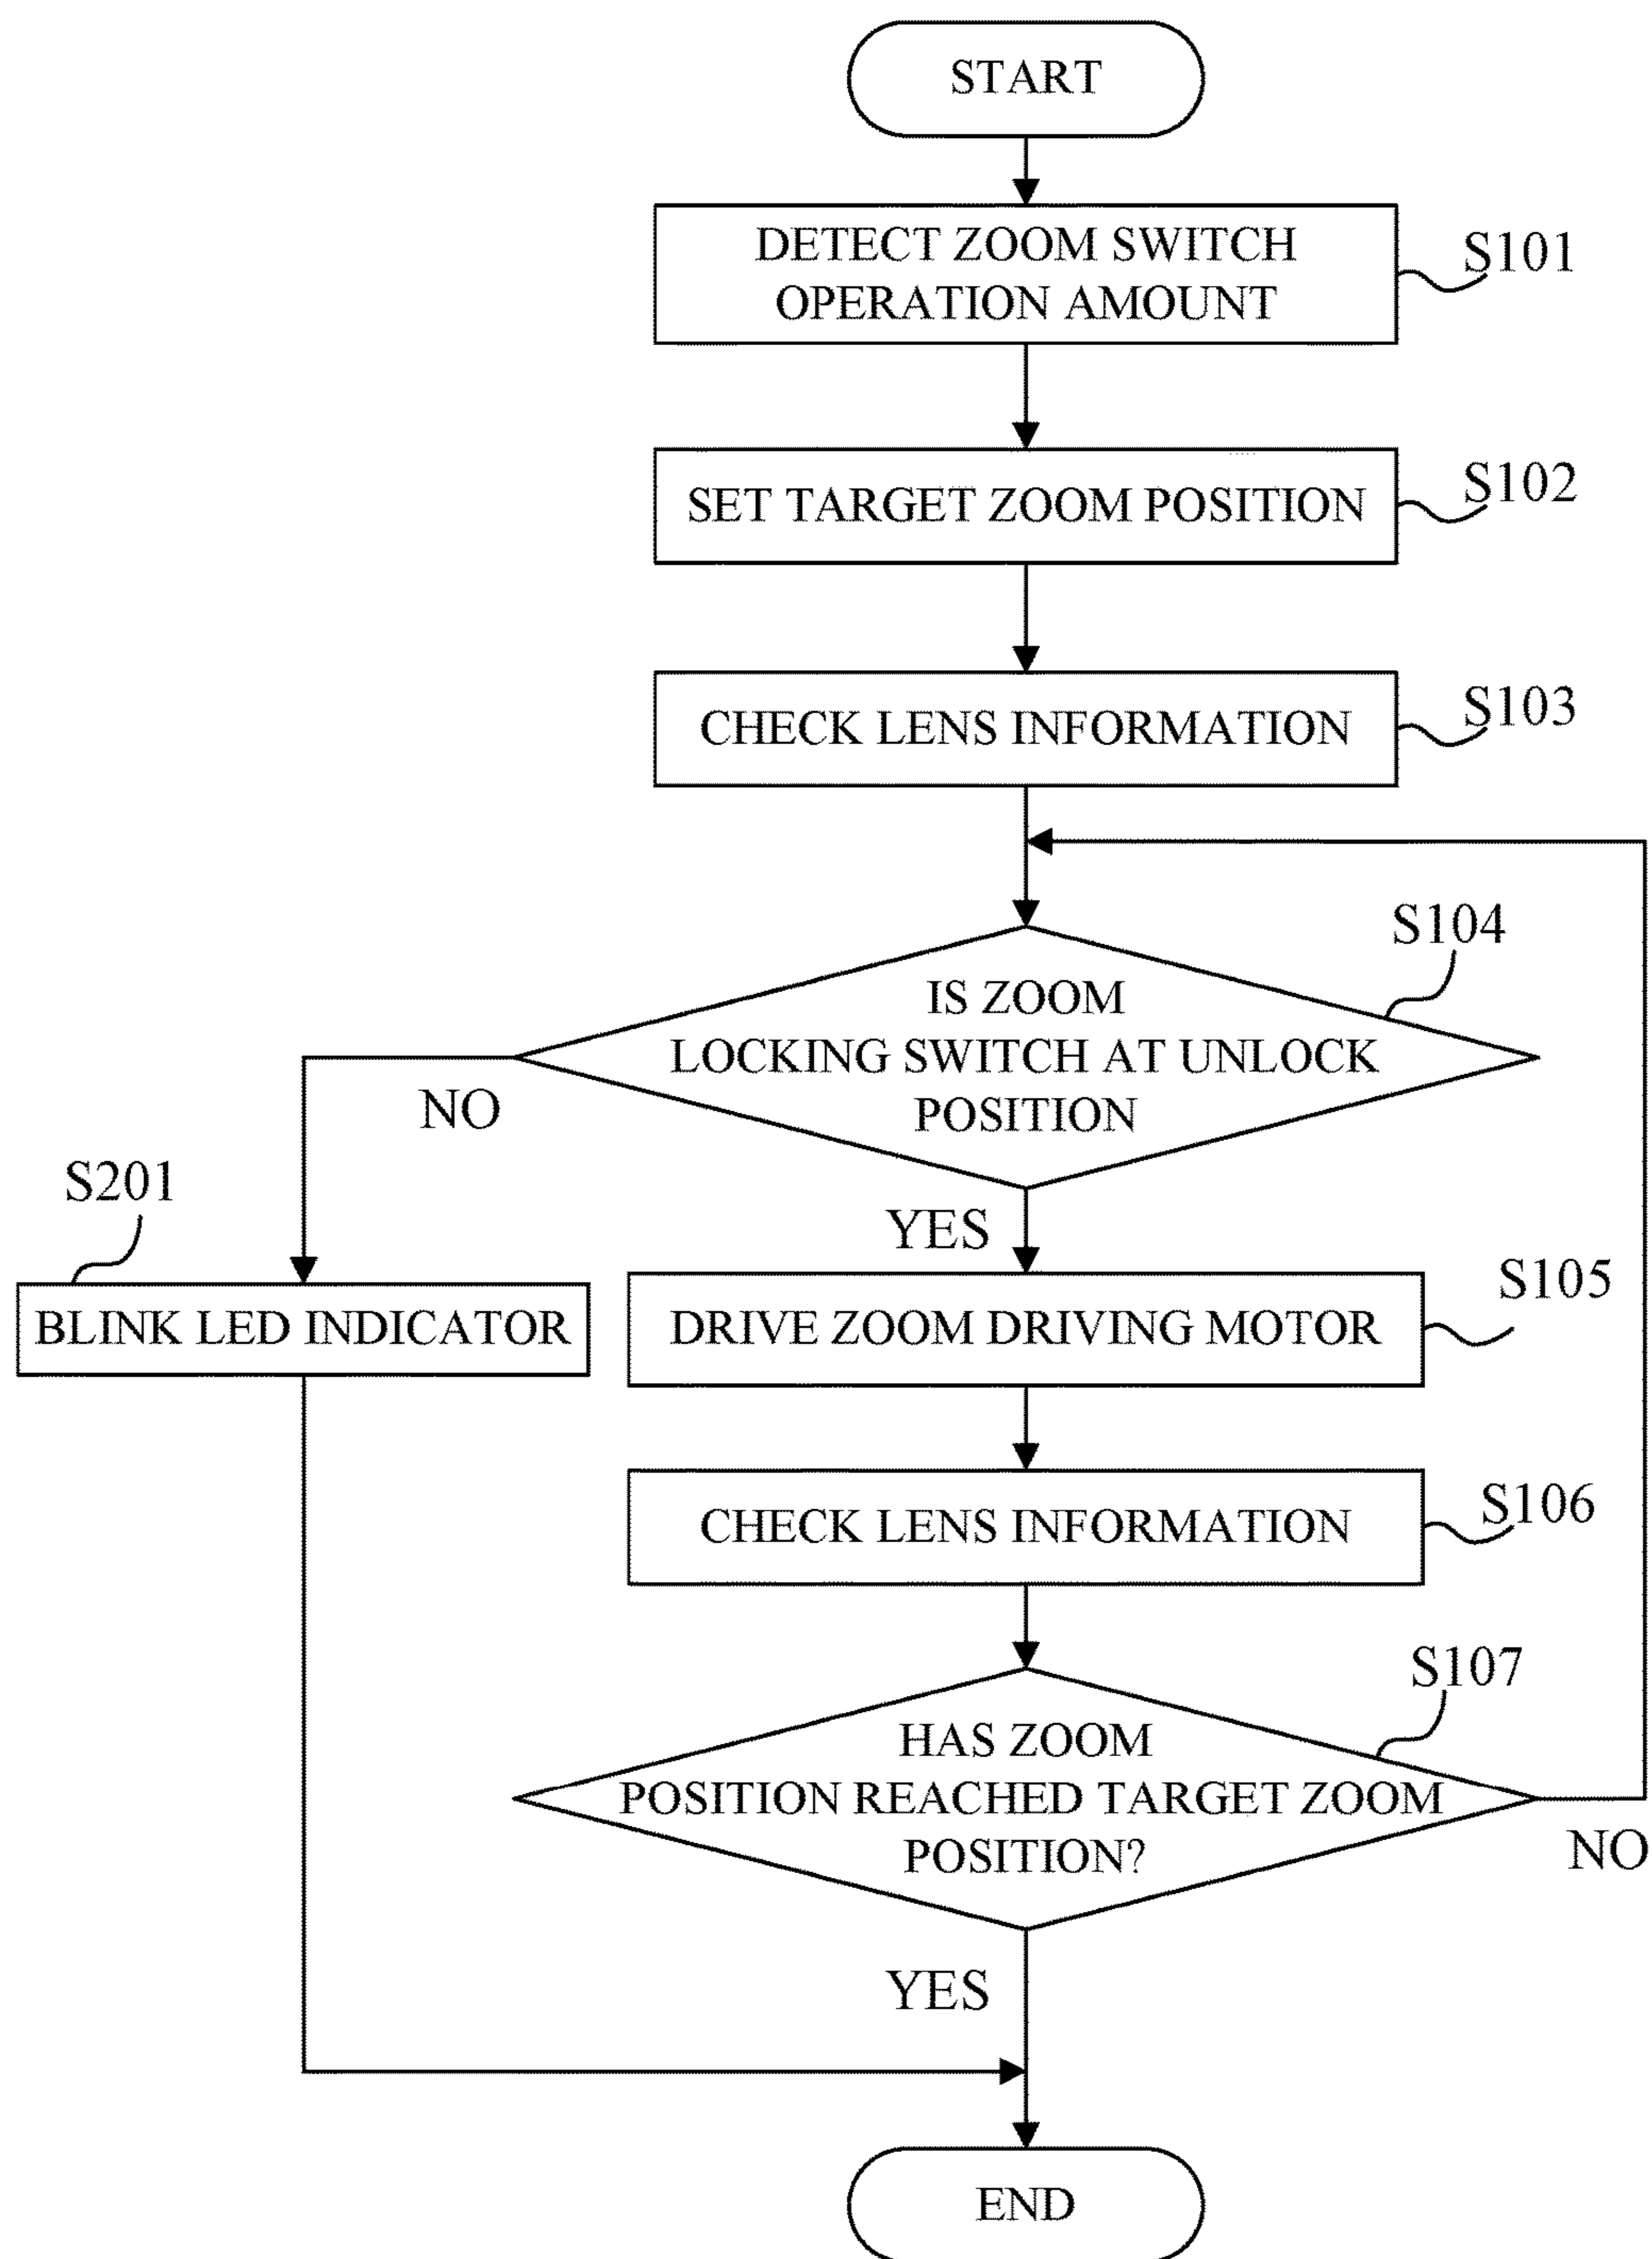 START
DETECT ZOOM SWITCH
OPERATION AMOUNT
S101
SET TARGET ZOOM POSITION
S102
CHECK LENS INFORMATION
S103
S104
IS ZOOM
LOCKING SWITCH AT UNLOCK
POSITION
NO
YES
S201
BLINK LED INDICATOR
DRIVE ZOOM DRIVING MOTOR
S105
CHECK LENS INFORMATION
S106
S107
HAS ZOOM
POSITION REACHED TARGET ZOOM
POSITION?
NO
YES
END